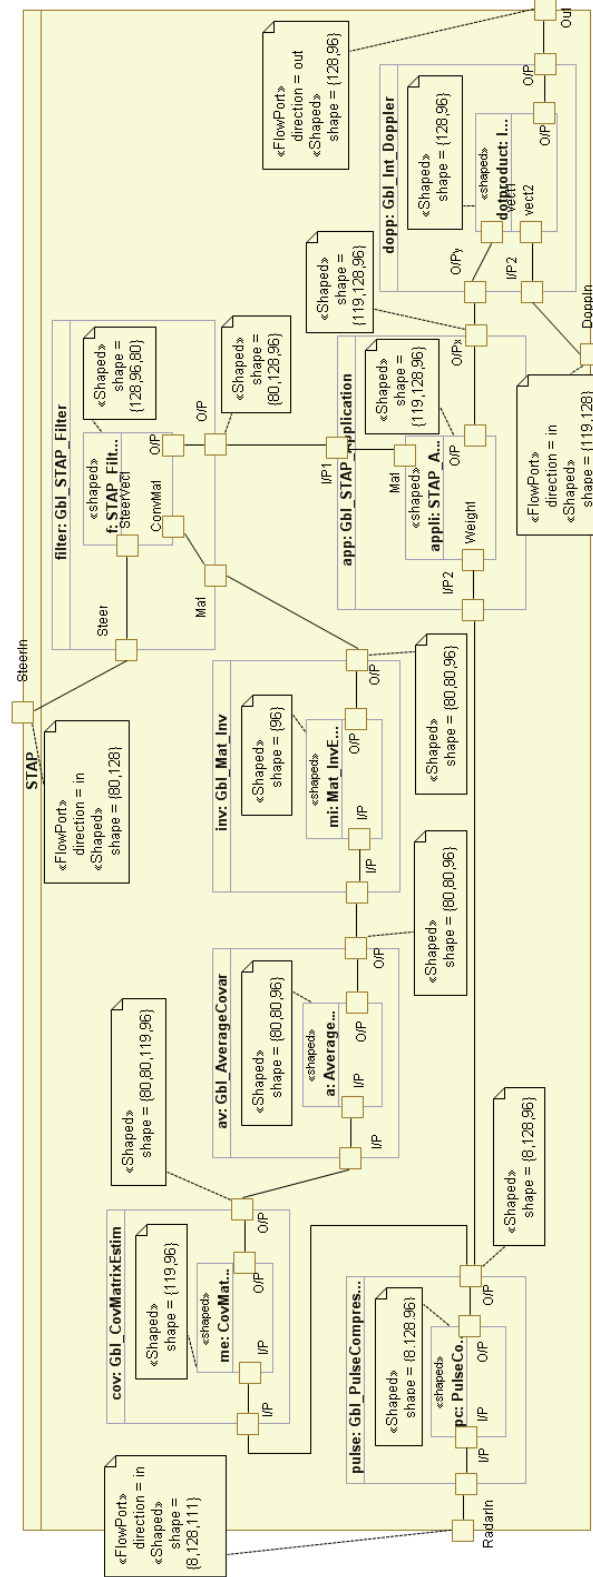 STAP
SteerIn
«FlowPort»
direction = in
«Shaped»
shape = {80,128}
RadarIn
«FlowPort»
direction = in
«Shaped»
shape =
{8,128,111}
cov: Gbl_CovMatrixEstim
«Shaped»
shape = {119,96}
«shaped»
me: CovMat...
I/P
O/P
I/P
O/P
«Shaped»
shape = {80,80,119,96}
pulse: Gbl_PulseCompres...
«Shaped»
shape = {8,128,96}
«shaped»
pc: PulseCo...
I/P
O/P
I/P
O/P
«Shaped»
shape = {8,128,96}
av: Gbl_AverageCovar
«Shaped»
shape = {80,80,96}
«shaped»
a: Average...
I/P
O/P
I/P
O/P
«Shaped»
shape = {80,80,96}
inv: Gbl_Mat_Inv
«Shaped»
shape = {96}
«shaped»
mi: Mat_InvE...
I/P
O/P
O/P
«Shaped»
shape = {80,80,96}
filter: Gbl_STAP_Filter
«Shaped»
shape =
{128,96,80}
«shaped»
f: STAP_Filt...
SteerVect
ConvMat
O/P
Steer
Mat
O/P
«Shaped»
shape =
{80,128,96}
app: Gbl_STAP_Application
«Shaped»
shape =
{119,128,96}
«shaped»
appli: STAP_A...
Mat
Weight
O/P
I/P1
I/P2
O/Px
«Shaped»
shape =
{119,128,96}
dopp: Gbl_Int_Doppler
«Shaped»
shape = {128,96}
«shaped»
dotproduct: I...
vect1
vect2
O/P
O/Py
I/P2
O/P
DoppIn
«FlowPort»
direction = in
«Shaped»
shape =
{119,128}
Out
«FlowPort»
direction = out
«Shaped»
shape = {128,96}